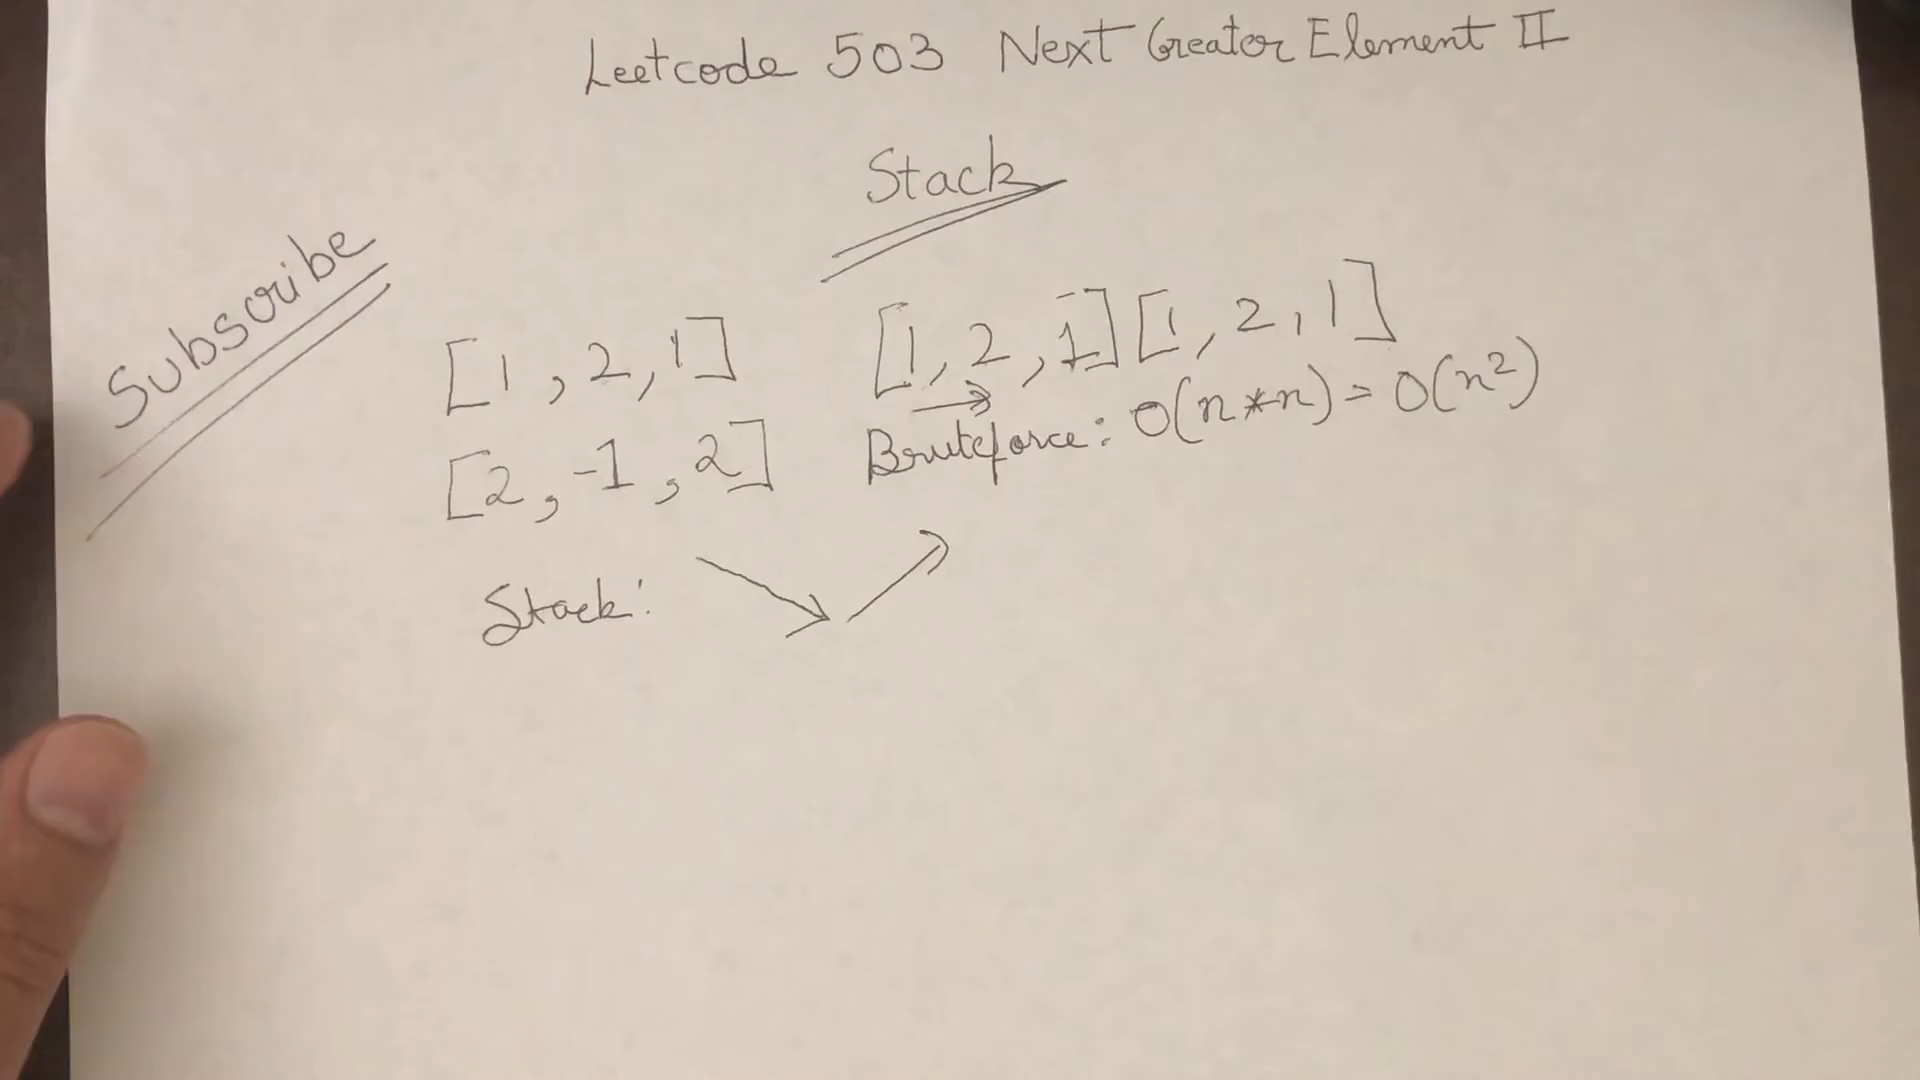 Leetcode 503 Next Greator Element II
Stack
Subscribe
[1, 2, 1] [1, 2, 1][1, 2, 1]
[2, -1, 2] Bruteforce: O(n*n) = O(n²)
Stack: